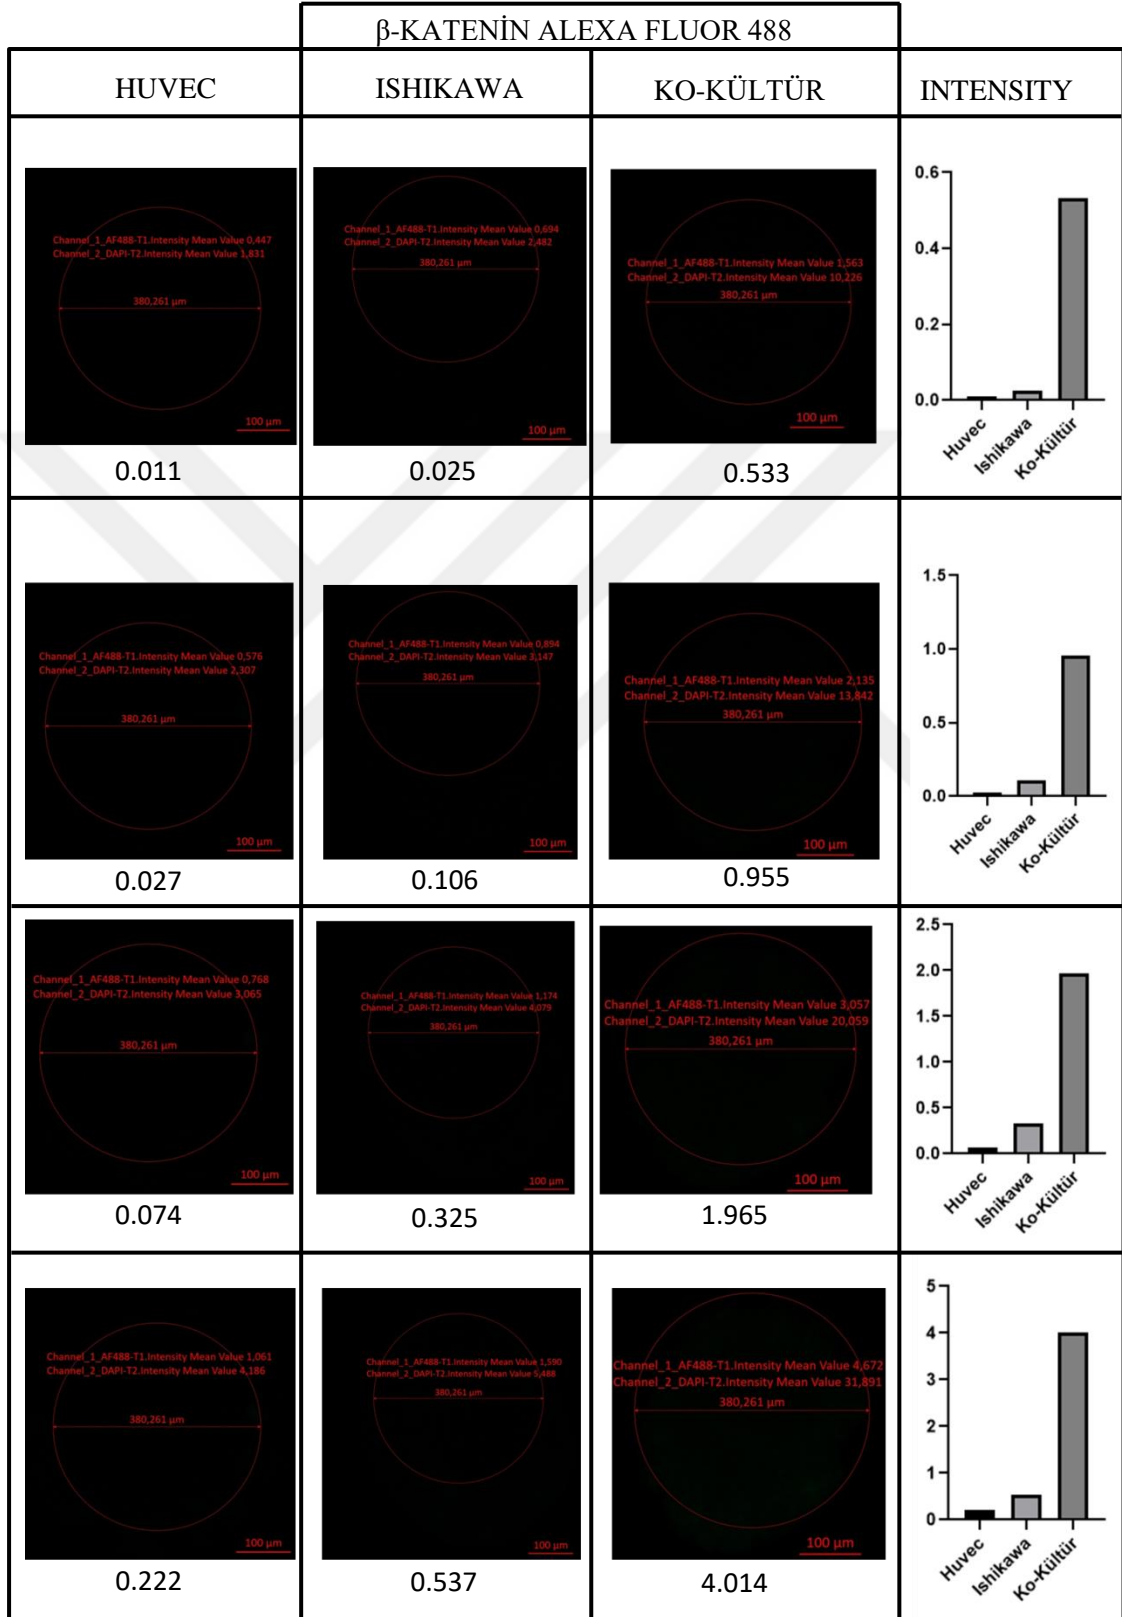 β-KATENİN ALEXA FLUOR 488
HUVEC
ISHIKAWA
KO-KÜLTÜR
INTENSITY
Channel_1_AF488-T1.Intensity Mean Value 0,447
Channel_2_DAPI-T2.Intensity Mean Value 1,831
380,261 µm
100 µm
0.011
Channel_1_AF488-T1.Intensity Mean Value 0,694
Channel_2_DAPI-T2.Intensity Mean Value 2,482
380,261 µm
100 µm
0.025
Channel_1_AF488-T1.Intensity Mean Value 1,563
Channel_2_DAPI-T2.Intensity Mean Value 10,226
380,261 µm
100 µm
0.533
0.6
0.4
0.2
0.0
Huvec
Ishikawa
Ko-Kültür
Channel_1_AF488-T1.Intensity Mean Value 0,576
Channel_2_DAPI-T2.Intensity Mean Value 2,307
380,261 µm
100 µm
0.027
Channel_1_AF488-T1.Intensity Mean Value 0,894
Channel_2_DAPI-T2.Intensity Mean Value 3,147
380,261 µm
100 µm
0.106
Channel_1_AF488-T1.Intensity Mean Value 2,135
Channel_2_DAPI-T2.Intensity Mean Value 13,842
380,261 µm
100 µm
0.955
1.5
1.0
0.5
0.0
Huvec
Ishikawa
Ko-Kültür
Channel_1_AF488-T1.Intensity Mean Value 0,768
Channel_2_DAPI-T2.Intensity Mean Value 3,065
380,261 µm
100 µm
0.074
Channel_1_AF488-T1.Intensity Mean Value 1,174
Channel_2_DAPI-T2.Intensity Mean Value 4,079
380,261 µm
100 µm
0.325
Channel_1_AF488-T1.Intensity Mean Value 3,057
Channel_2_DAPI-T2.Intensity Mean Value 20,059
380,261 µm
100 µm
1.965
2.5
2.0
1.5
1.0
0.5
0.0
Huvec
Ishikawa
Ko-Kültür
Channel_1_AF488-T1.Intensity Mean Value 1,061
Channel_2_DAPI-T2.Intensity Mean Value 4,186
380,261 µm
100 µm
0.222
Channel_1_AF488-T1.Intensity Mean Value 1,590
Channel_2_DAPI-T2.Intensity Mean Value 5,488
380,261 µm
100 µm
0.537
Channel_1_AF488-T1.Intensity Mean Value 4,672
Channel_2_DAPI-T2.Intensity Mean Value 31,891
380,261 µm
100 µm
4.014
5
4
3
2
1
0
Huvec
Ishikawa
Ko-Kültür